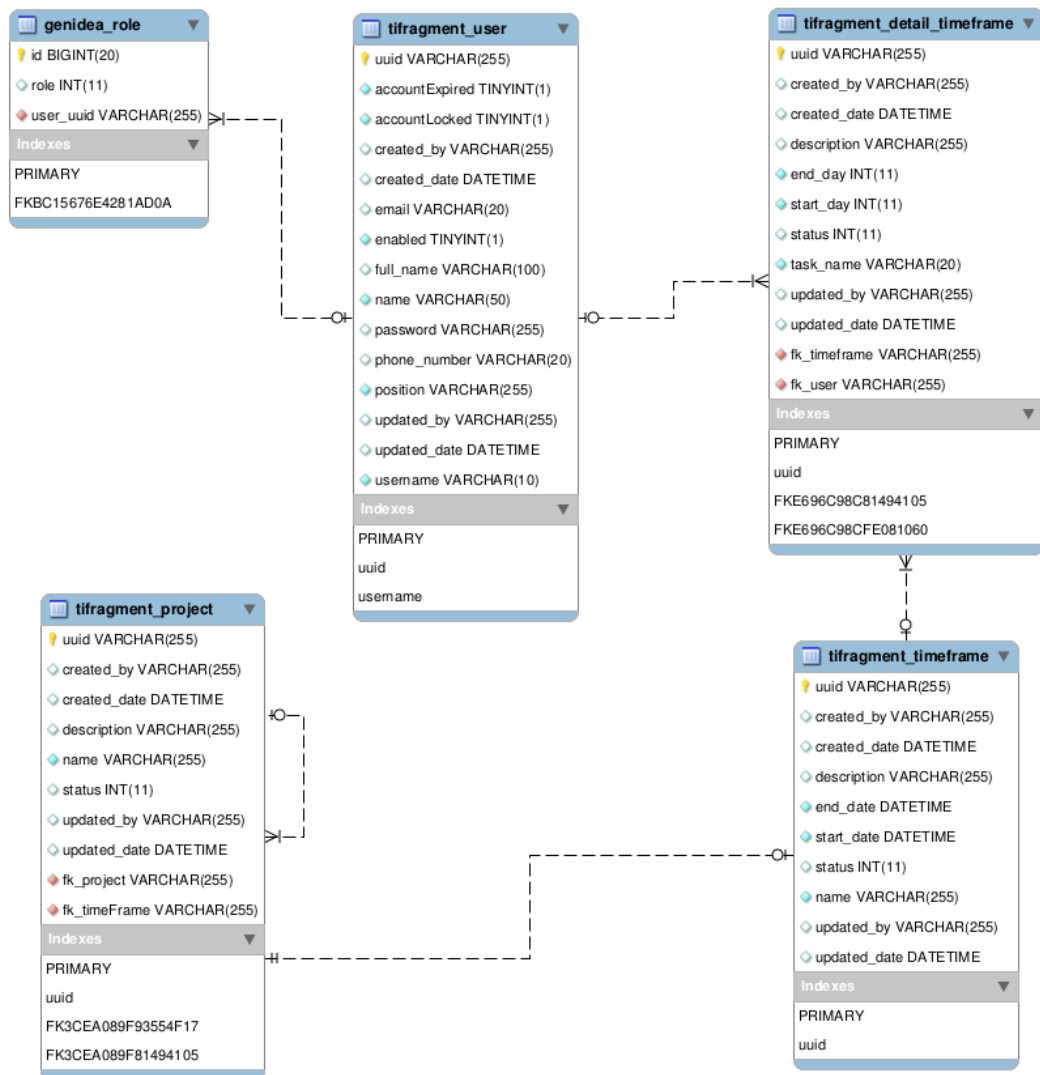 genidea_role
id BIGINT(20)
role INT(11)
user_uuid VARCHAR(255)
Indexes
PRIMARY
FKBC15676E4281AD0A
tifragment_user
uuid VARCHAR(255)
accountExpired TINYINT(1)
accountLocked TINYINT(1)
created_by VARCHAR(255)
created_date DATETIME
email VARCHAR(20)
enabled TINYINT(1)
full_name VARCHAR(100)
name VARCHAR(50)
password VARCHAR(255)
phone_number VARCHAR(20)
position VARCHAR(255)
updated_by VARCHAR(255)
updated_date DATETIME
username VARCHAR(10)
Indexes
PRIMARY
uuid
username
tifragment_detail_timeframe
uuid VARCHAR(255)
created_by VARCHAR(255)
created_date DATETIME
description VARCHAR(255)
end_day INT(11)
start_day INT(11)
status INT(11)
task_name VARCHAR(20)
updated_by VARCHAR(255)
updated_date DATETIME
fk_timeframe VARCHAR(255)
fk_user VARCHAR(255)
Indexes
PRIMARY
uuid
FKE696C98C81494105
FKE696C98CFE081060
tifragment_project
uuid VARCHAR(255)
created_by VARCHAR(255)
created_date DATETIME
description VARCHAR(255)
name VARCHAR(255)
status INT(11)
updated_by VARCHAR(255)
updated_date DATETIME
fk_project VARCHAR(255)
fk_timeFrame VARCHAR(255)
Indexes
PRIMARY
uuid
FK3CEA089F93554F17
FK3CEA089F81494105
tifragment_timeframe
uuid VARCHAR(255)
created_by VARCHAR(255)
created_date DATETIME
description VARCHAR(255)
end_date DATETIME
start_date DATETIME
status INT(11)
name VARCHAR(255)
updated_by VARCHAR(255)
updated_date DATETIME
Indexes
PRIMARY
uuid